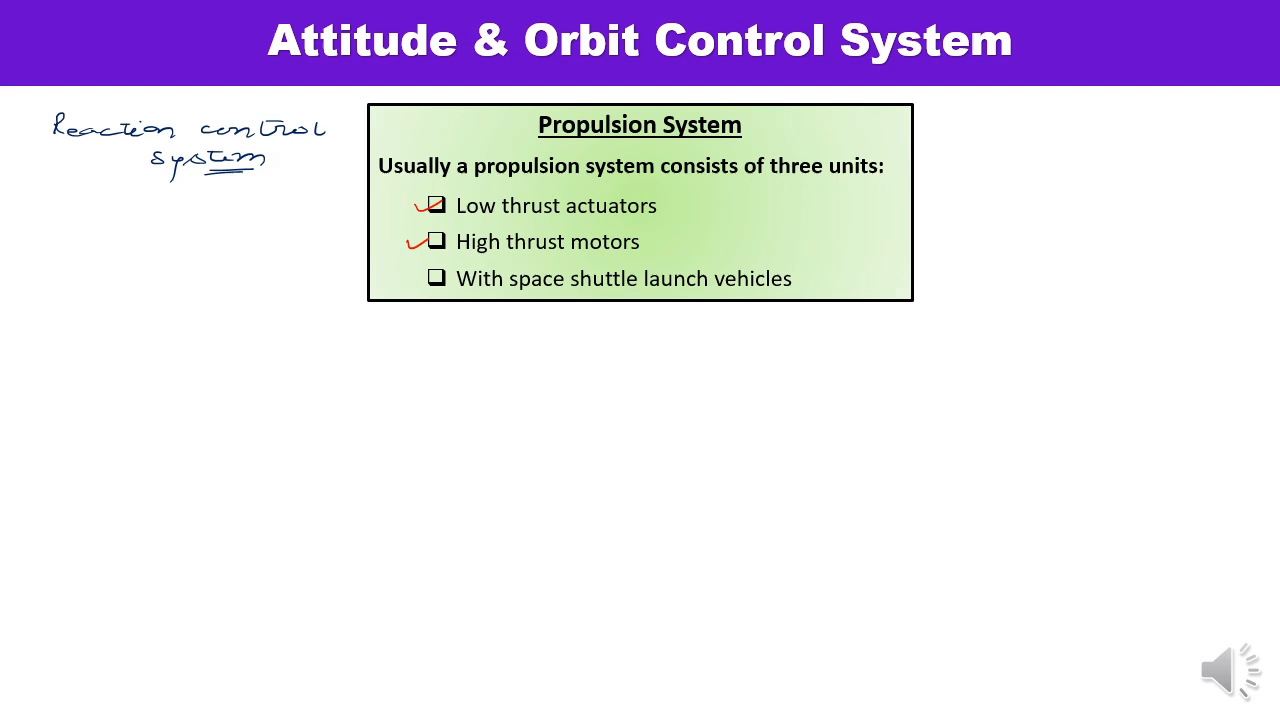 Attitude & Orbit Control System
Reaction control
system
Propulsion System
Usually a propulsion system consists of three units:
Low thrust actuators
High thrust motors
With space shuttle launch vehicles